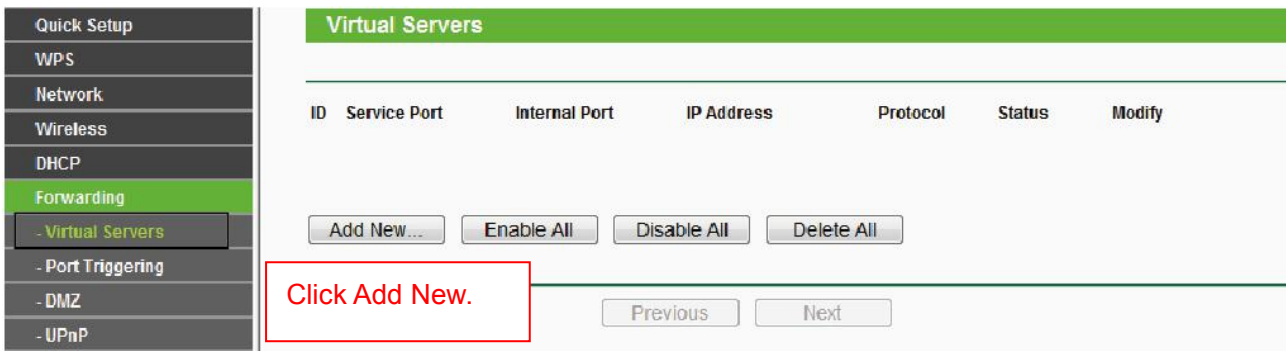 Quick Setup
WPS
Network
Wireless
DHCP
Forwarding
- Virtual Servers
- Port Triggering
- DMZ
- UPnP
Virtual Servers
ID Service Port Internal Port IP Address Protocol Status Modify
Add New... Enable All Disable All Delete All
Click Add New.
Previous Next